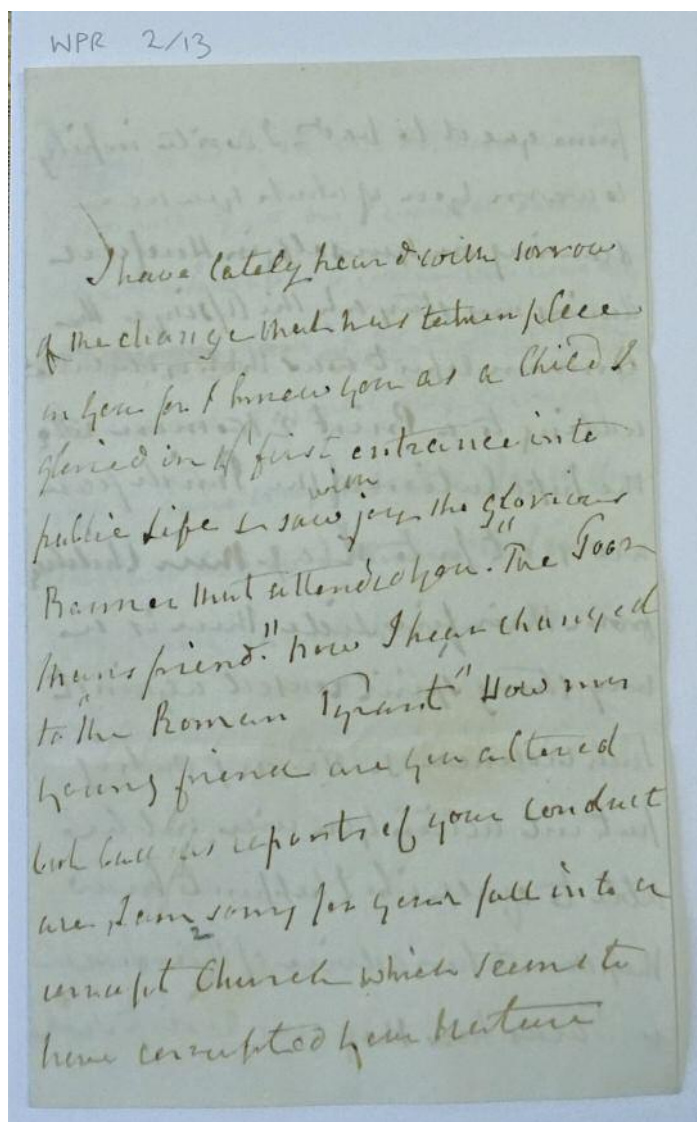 WPR 2/13
I have lately heard with sorrow
of the change that has taken place
in you for I knew you as a Child I
gloried in yr first entrance into
public Life & saw with joy the glorious
Banner that attended you. "The Poor
Man's friend." now I hear changed
to "the Roman Tyrant" How my
young friend are you altered
but bad as reports of your Conduct
are, I am sorry for your fall into a
2
corrupt Church which seems to
have corrupted your Nature